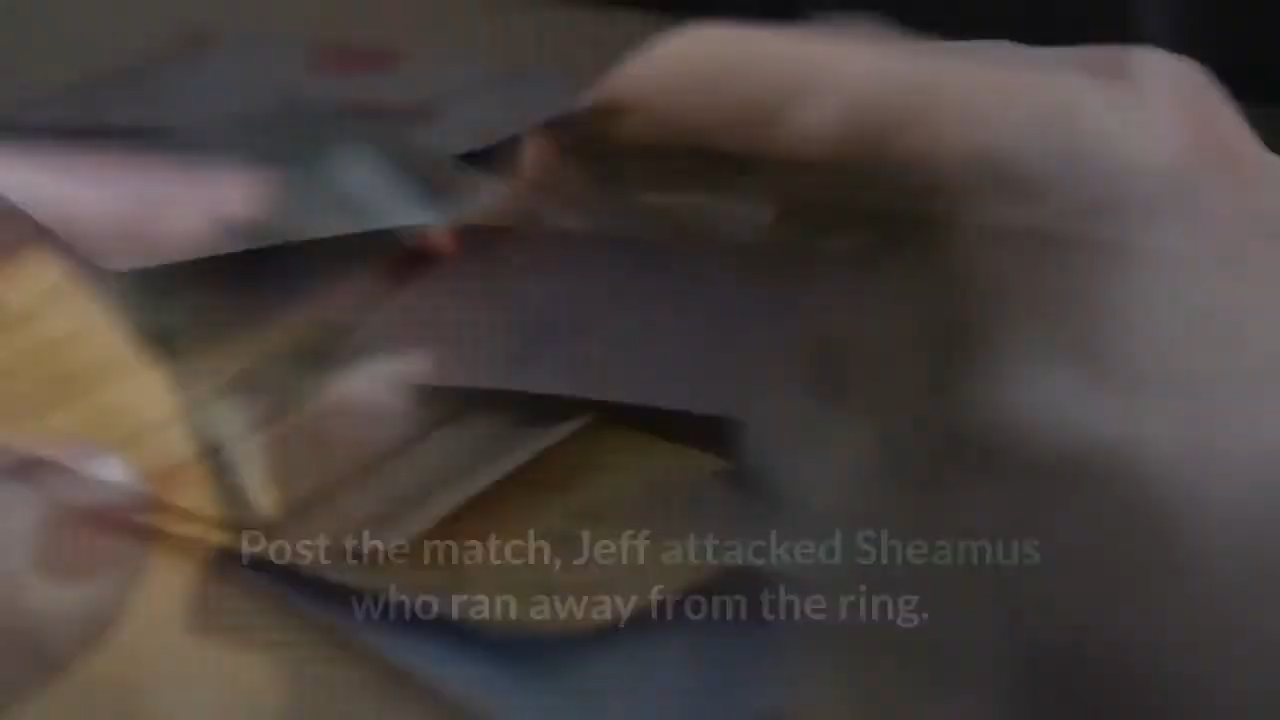 Post the match, Jeff attacked Sheamus
who ran away from the ring.